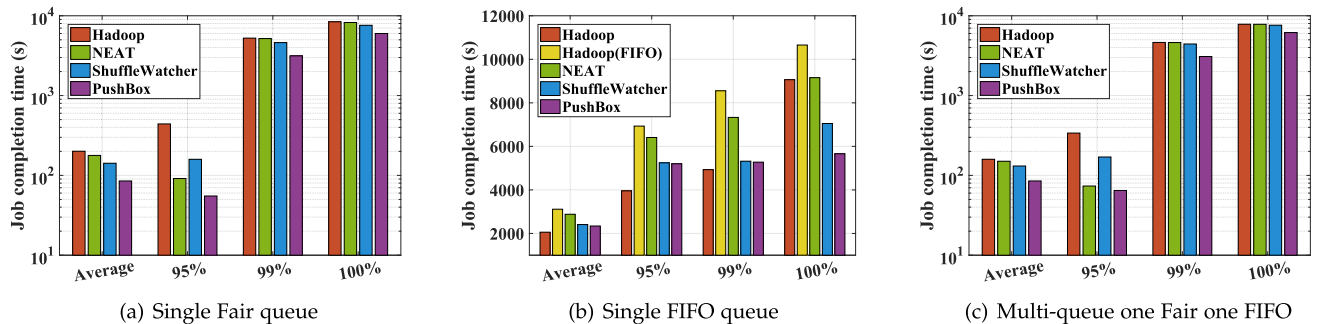 Job completion time (s)
10^4
10^3
10^2
10^1
Hadoop
NEAT
ShuffleWatcher
PushBox
Average
95%
99%
100%
(a) Single Fair queue
Job completion time (s)
12000
10000
8000
6000
4000
2000
Hadoop
Hadoop(FIFO)
NEAT
ShuffleWatcher
PushBox
Average
95%
99%
100%
(b) Single FIFO queue
Job completion time (s)
10^4
10^3
10^2
10^1
Hadoop
NEAT
ShuffleWatcher
PushBox
Average
95%
99%
100%
(c) Multi-queue one Fair one FIFO